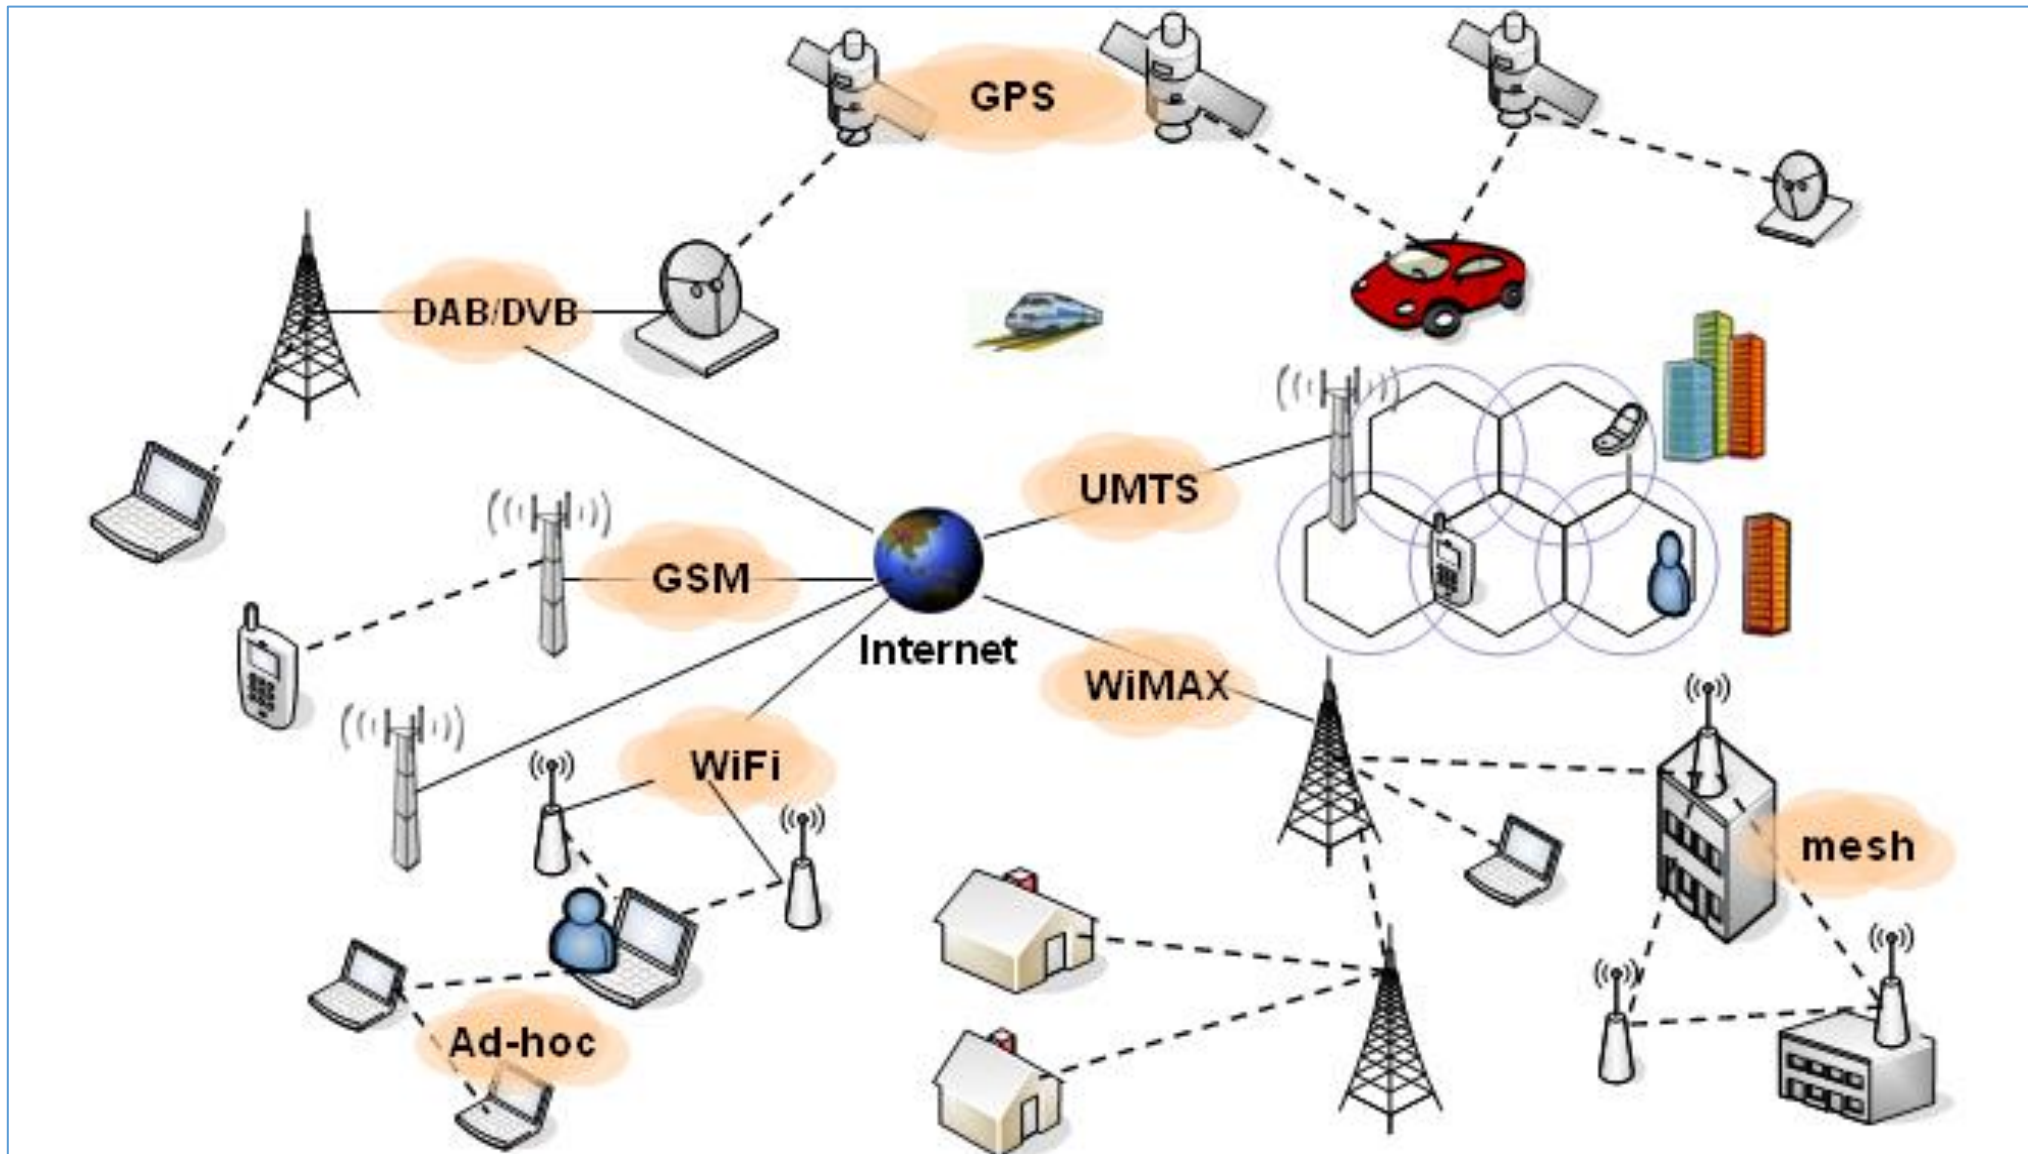 GPS
DAB/DVB
UMTS
GSM
Internet
WiMAX
WiFi
mesh
Ad-hoc